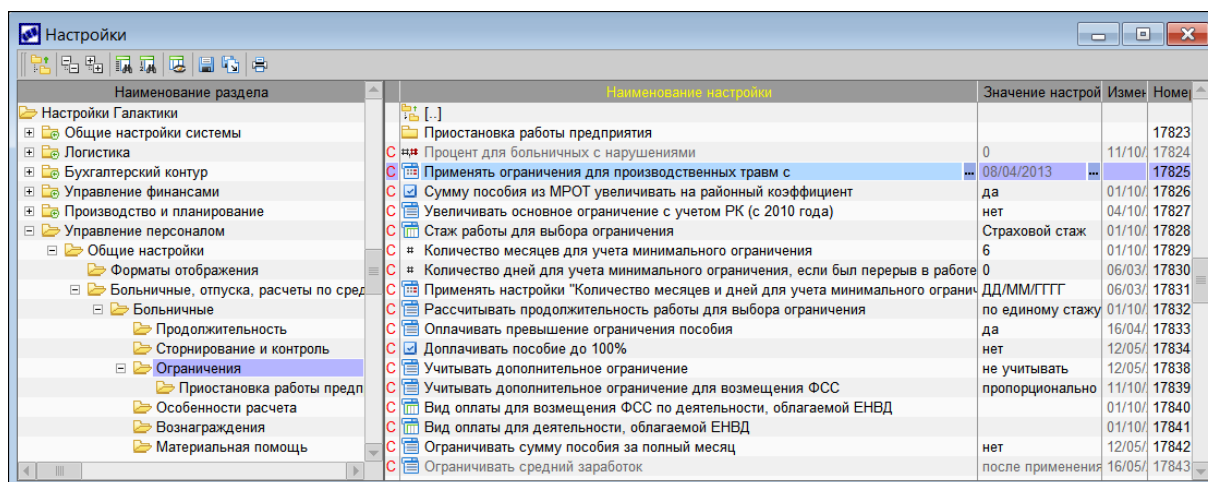 Настройки
Наименование раздела
Настройки Галактики
Общие настройки системы
Логистика
Бухгалтерский контур
Управление финансами
Производство и планирование
Управление персоналом
Общие настройки
Форматы отображения
Больничные, отпуска, расчеты по сред
Больничные
Продолжительность
Сторнирование и контроль
Ограничения
Приостановка работы предп
Особенности расчета
Вознаграждения
Материальная помощь
Наименование настройки Значение настрой Измен Номер
[..]
Приостановка работы предприятия 17823
С Процент для больничных с нарушениями 0 11/10/ 17824
С Применять ограничения для производственных травм с ... 08/04/2013 ... 17825
С Сумму пособия из МРОТ увеличивать на районный коэффициент да 01/10/ 17826
С Увеличивать основное ограничение с учетом РК (с 2010 года) нет 04/10/ 17827
С Стаж работы для выбора ограничения Страховой стаж 01/10/ 17828
С # Количество месяцев для учета минимального ограничения 6 01/10/ 17829
С # Количество дней для учета минимального ограничения, если был перерыв в работе 0 06/03/ 17830
С Применять настройки "Количество месяцев и дней для учета минимального огранич ДД/ММ/ГГГГ 06/03/ 17831
С Рассчитывать продолжительность работы для выбора ограничения по единому стажу 01/10/ 17832
С Оплачивать превышение ограничения пособия да 16/04/ 17833
С Доплачивать пособие до 100% нет 12/05/ 17834
С Учитывать дополнительное ограничение не учитывать 12/05/ 17838
С Учитывать дополнительное ограничение для возмещения ФСС пропорционально 11/10/ 17839
С Вид оплаты для возмещения ФСС по деятельности, облагаемой ЕНВД 01/10/ 17840
С Вид оплаты для деятельности, облагаемой ЕНВД 01/10/ 17841
С Ограничивать сумму пособия за полный месяц нет 12/05/ 17842
С Ограничивать средний заработок после применения 16/05/ 17843